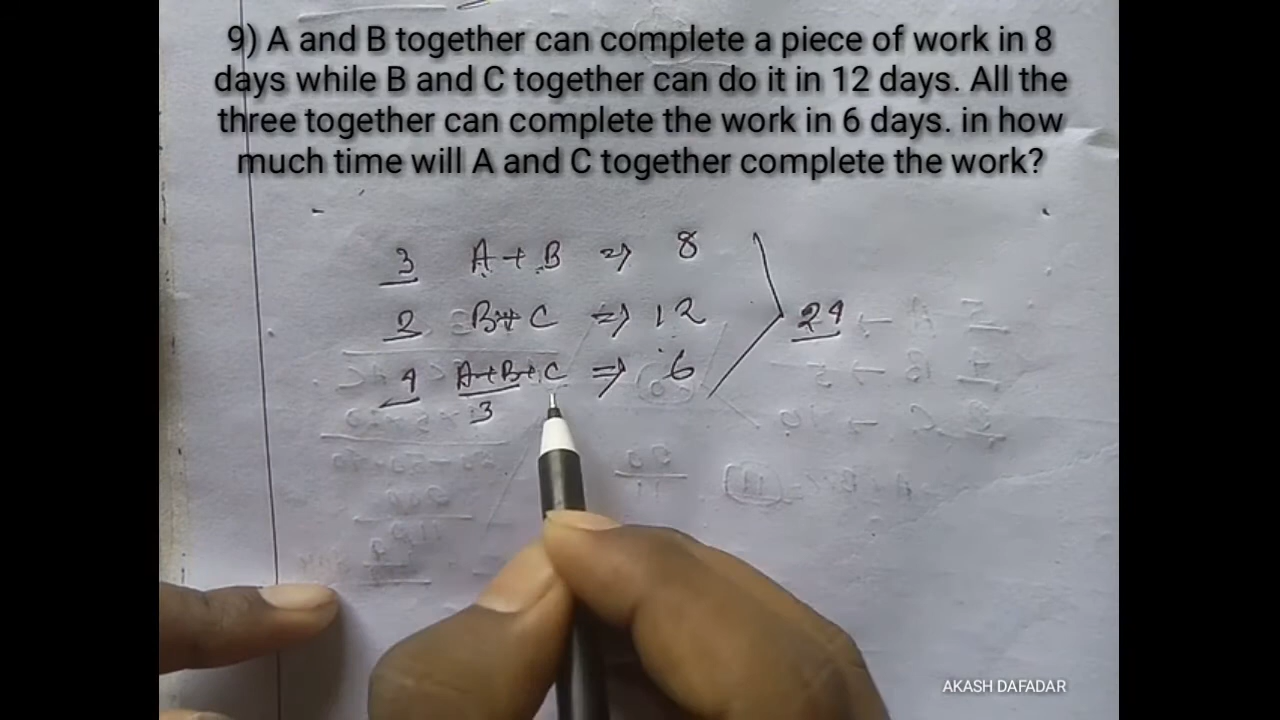 9) A and B together can complete a piece of work in 8
days while B and C together can do it in 12 days. All the
three together can complete the work in 6 days. in how
much time will A and C together complete the work?
3 A + B ⇒ 8
2 B + C ⇒ 12
24
4 A+B+C ⇒ 6
3
AKASH DAFADAR